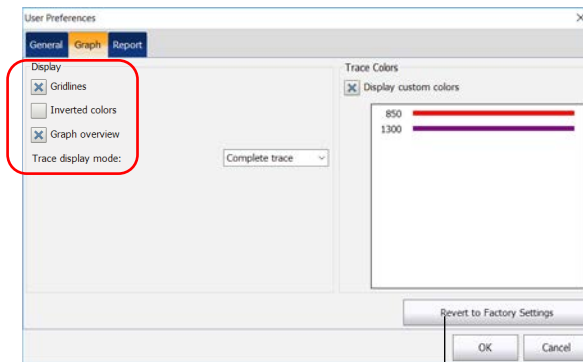 User Preferences
General Graph Report
Display
Gridlines
Inverted colors
Graph overview
Trace display mode:
Complete trace
Trace Colors
Display custom colors
850
1300
Revert to Factory Settings
OK Cancel